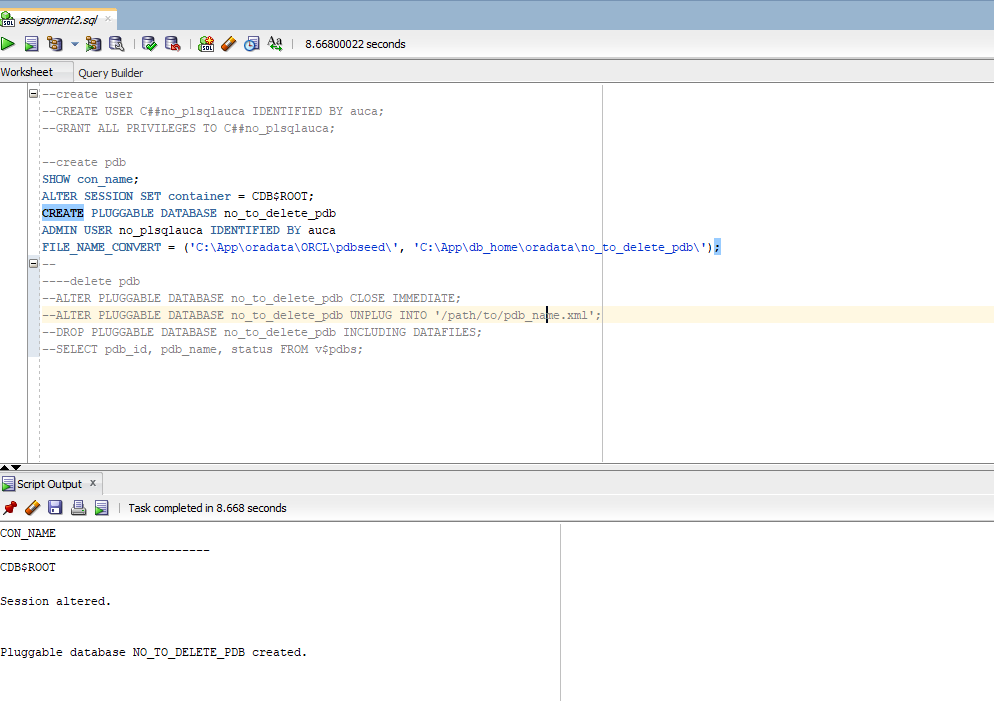 assignment2.sql
8.66800022 seconds
Worksheet Query Builder
--create user
--CREATE USER C##no_plsqlauca IDENTIFIED BY auca;
--GRANT ALL PRIVILEGES TO C##no_plsqlauca;
--create pdb
SHOW con_name;
ALTER SESSION SET container = CDB$ROOT;
CREATE PLUGGABLE DATABASE no_to_delete_pdb
ADMIN USER no_plsqlauca IDENTIFIED BY auca
FILE_NAME_CONVERT = ('C:\App\oradata\ORCL\pdbseed\', 'C:\App\db_home\oradata\no_to_delete_pdb\');
--
----delete pdb
--ALTER PLUGGABLE DATABASE no_to_delete_pdb CLOSE IMMEDIATE;
--ALTER PLUGGABLE DATABASE no_to_delete_pdb UNPLUG INTO '/path/to/pdb_name.xml';
--DROP PLUGGABLE DATABASE no_to_delete_pdb INCLUDING DATAFILES;
--SELECT pdb_id, pdb_name, status FROM v$pdbs;
Script Output x
Task completed in 8.668 seconds
CON_NAME
------------------------------
CDB$ROOT
Session altered.
Pluggable database NO_TO_DELETE_PDB created.